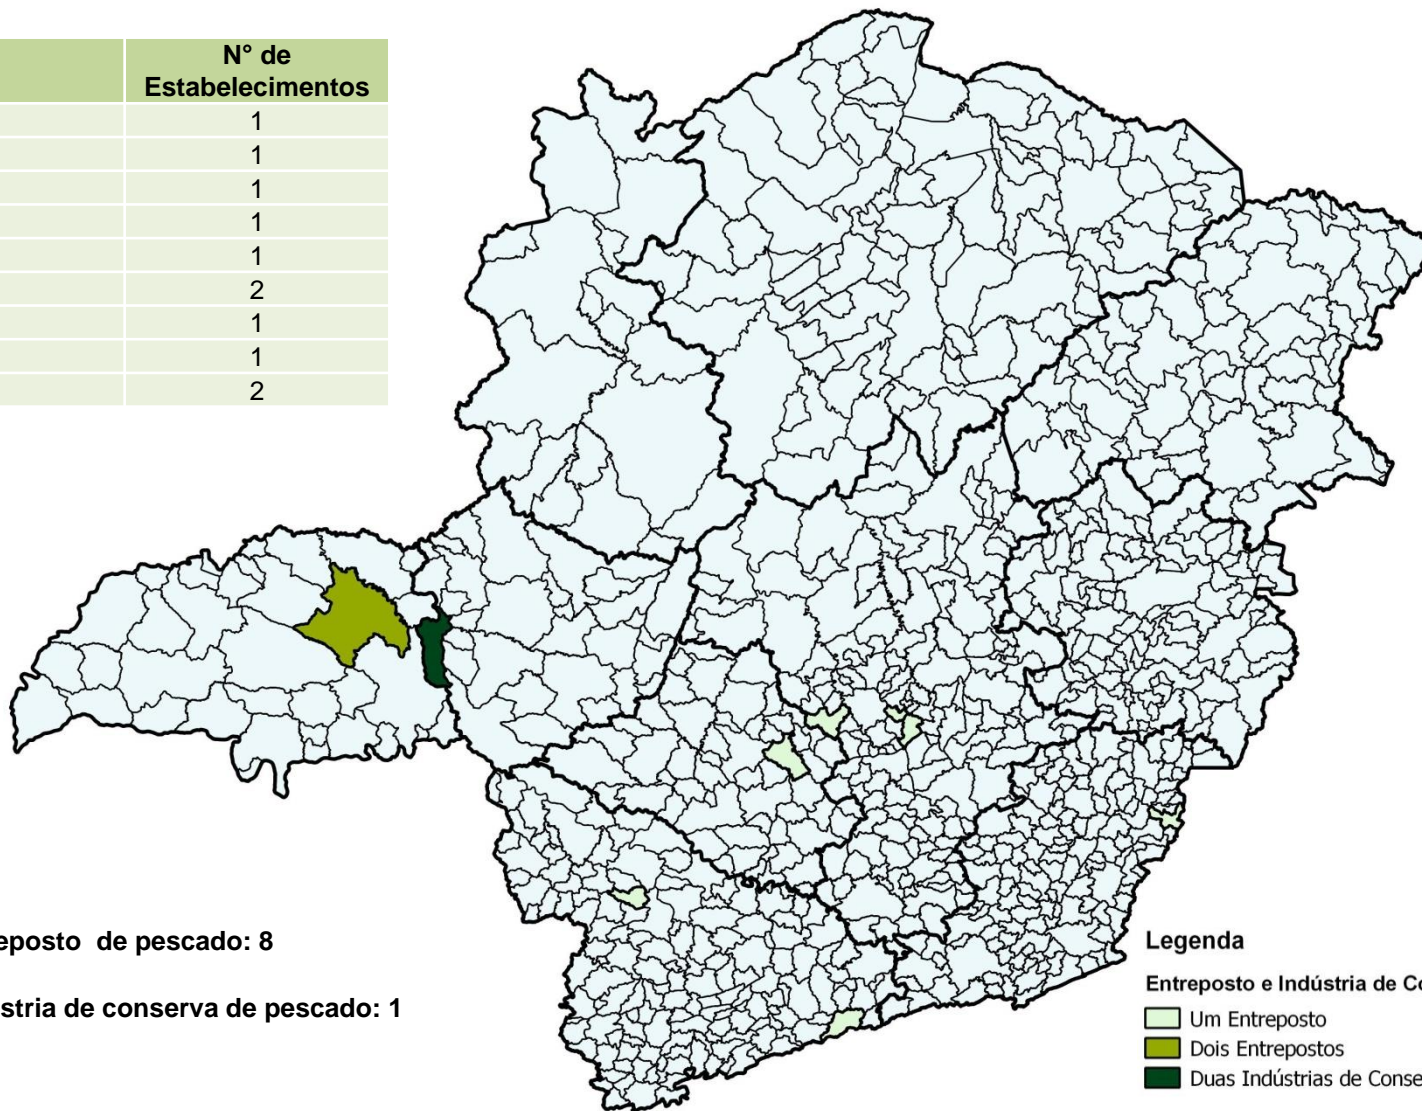 N° de
Estabelecimentos
1
1
1
1
1
2
1
1
2
eposto de pescado: 8
stria de conserva de pescado: 1
Legenda
Entreposto e Indústria de Co
Um Entreposto
Dois Entrepostos
Duas Indústrias de Conse